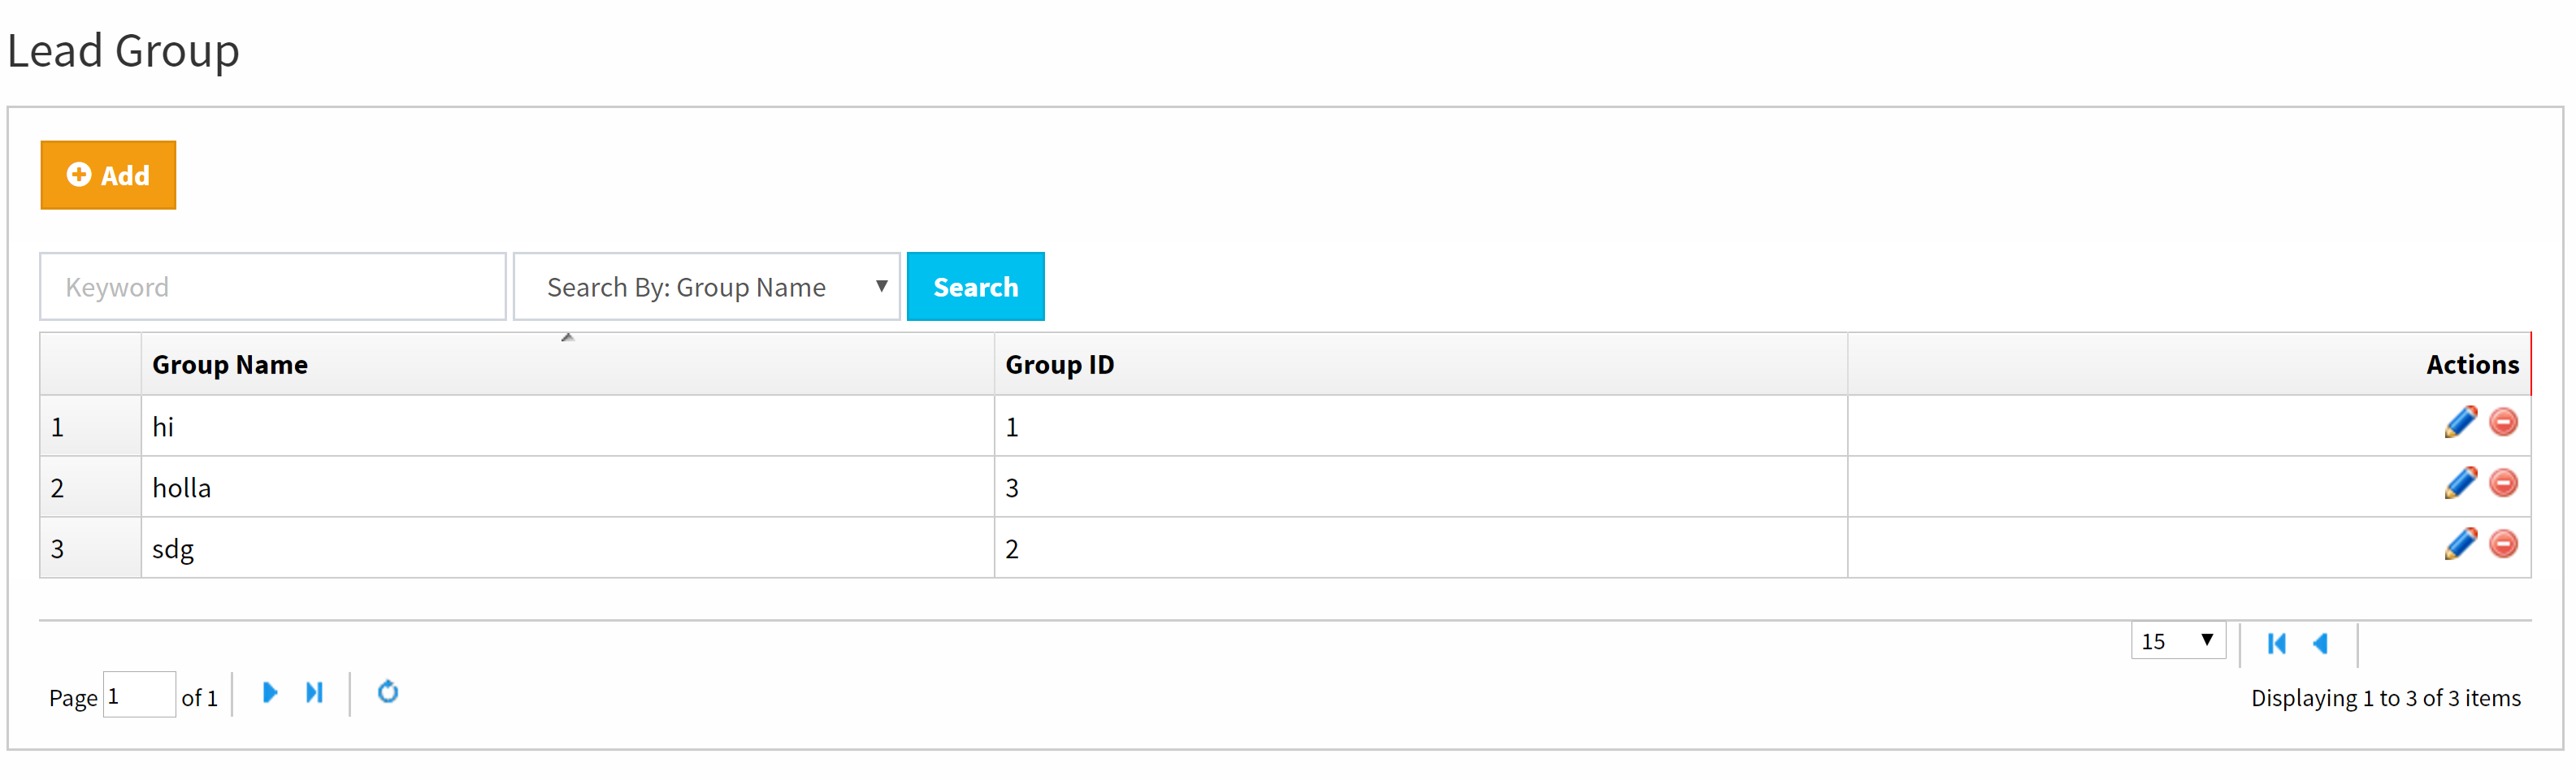 Lead Group
Add
Keyword Search By: Group Name Search
Group Name Group ID Actions
1 hi 1
2 holla 3
3 sdg 2
15
Page 1 of 1
Displaying 1 to 3 of 3 items